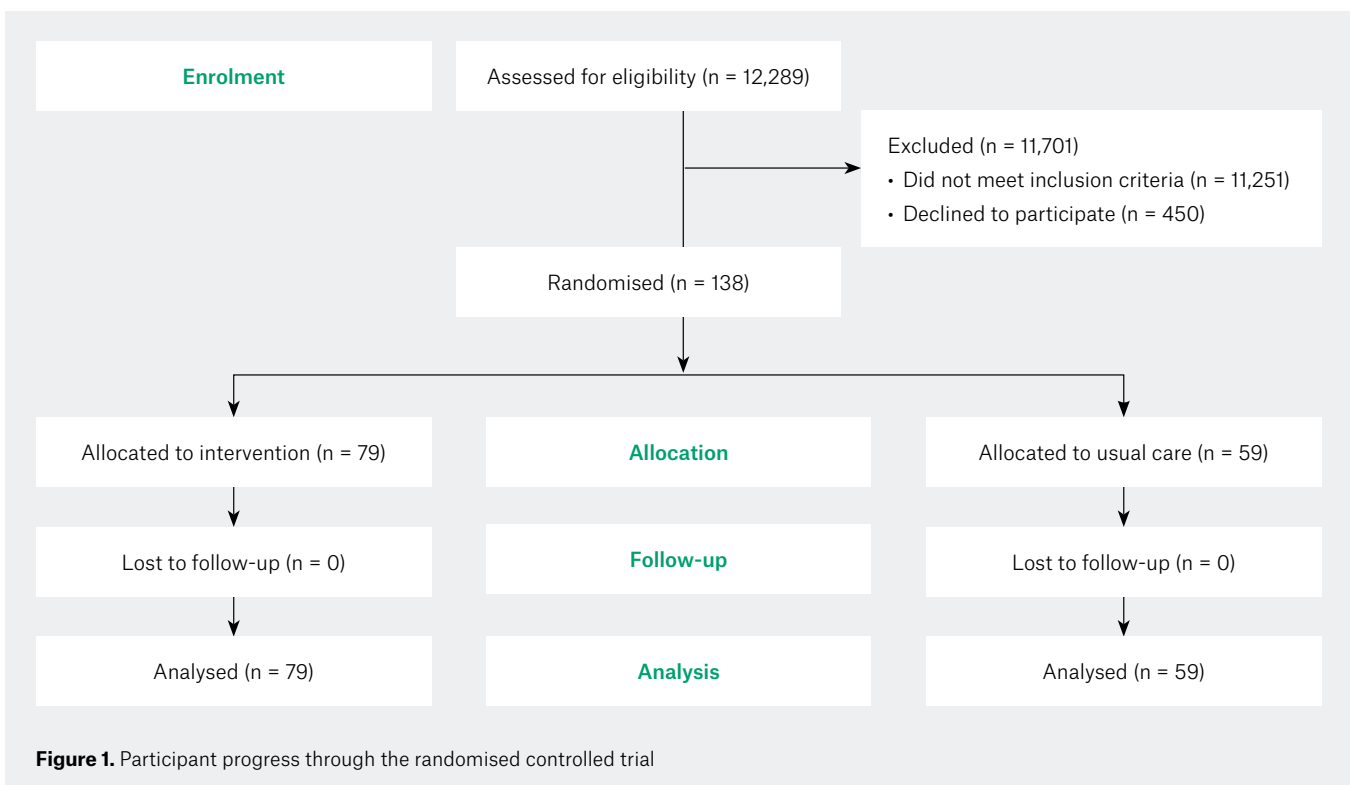 Enrolment
Assessed for eligibility (n = 12,289)
Excluded (n = 11,701)
• Did not meet inclusion criteria (n = 11,251)
• Declined to participate (n = 450)
Randomised (n = 138)
Allocated to intervention (n = 79)
Allocation
Allocated to usual care (n = 59)
Lost to follow-up (n = 0)
Follow-up
Lost to follow-up (n = 0)
Analysed (n = 79)
Analysis
Analysed (n = 59)
Figure 1. Participant progress through the randomised controlled trial